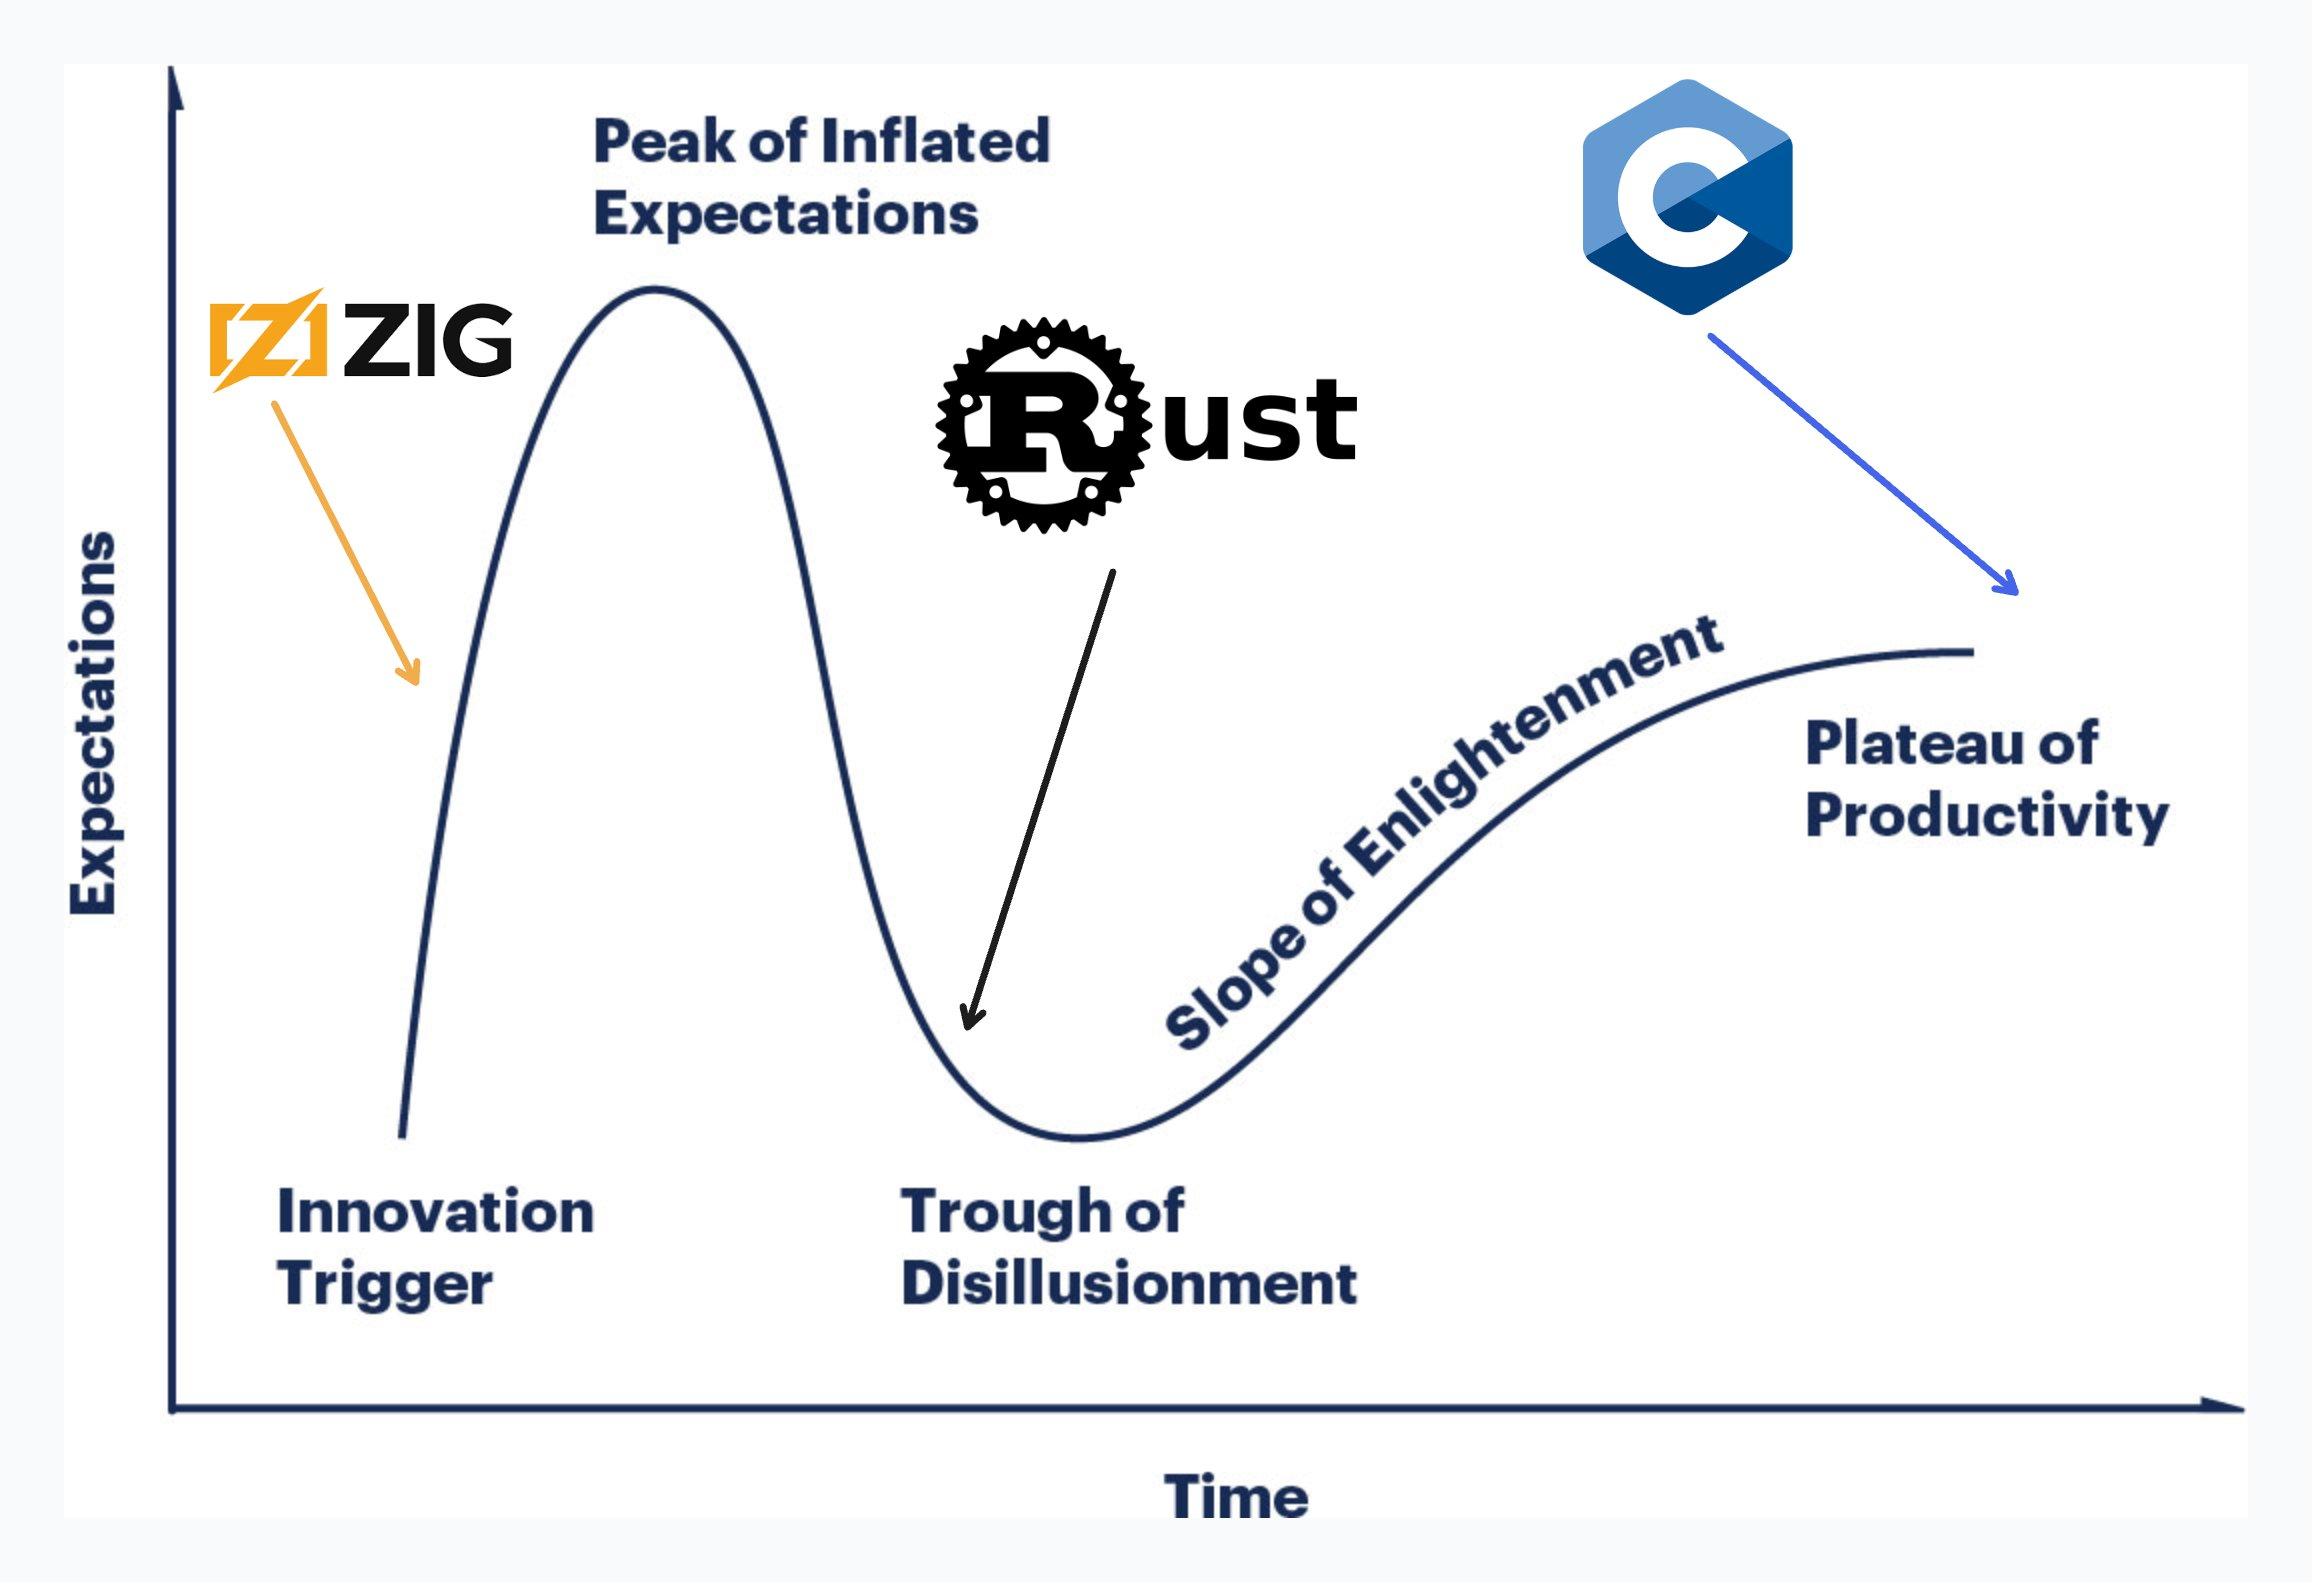 Peak of Inflated
Expectations
ZIG
Rust
C
Expectations
Slope of Enlightenment
Plateau of
Productivity
Innovation
Trigger
Trough of
Disillusionment
Time